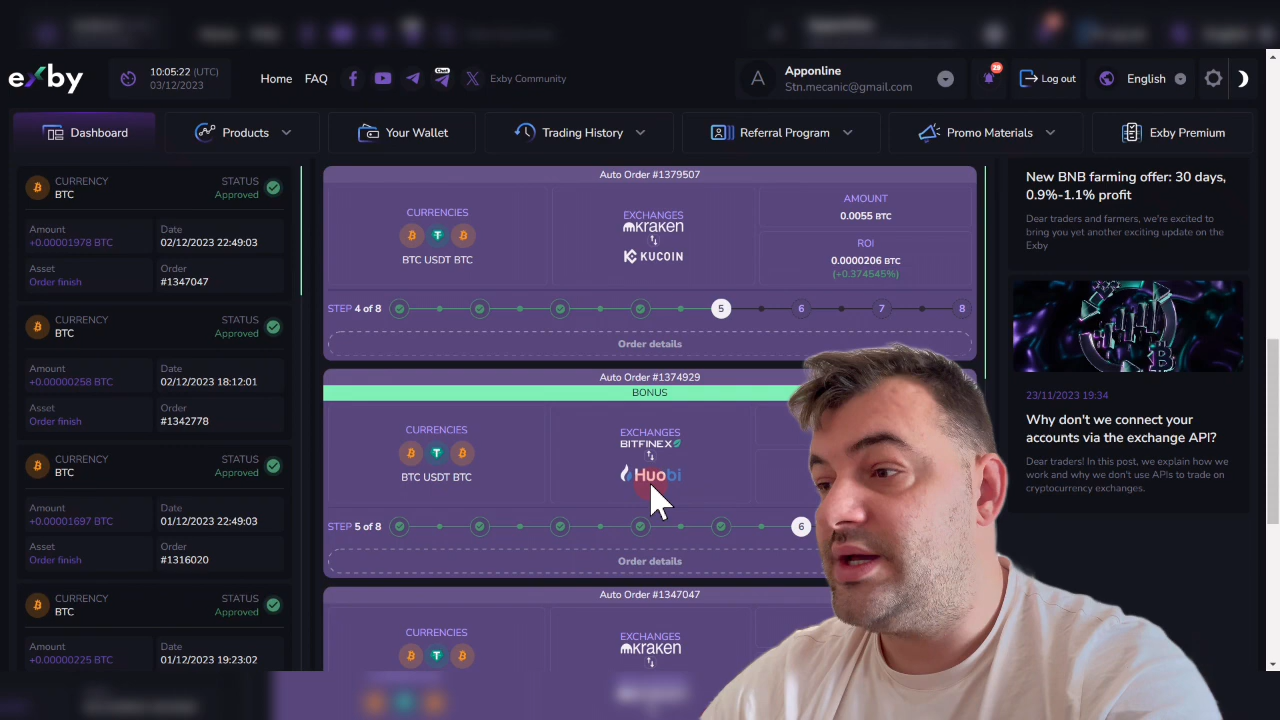 exby
10:05:22 (UTC)
03/12/2023
Home
FAQ
Chat
Exby Community
A
Apponline
Stn.mecanic@gmail.com
29
Log out
English
Dashboard
Products
Your Wallet
Trading History
Referral Program
Promo Materials
Exby Premium
CURRENCY
BTC
STATUS
Approved
Amount
+0.00001978 BTC
Date
02/12/2023 22:49:03
Asset
Order finish
Order
#1347047
CURRENCY
BTC
STATUS
Approved
Amount
+0.00000258 BTC
Date
02/12/2023 18:12:01
Asset
Order finish
Order
#1342778
CURRENCY
BTC
STATUS
Approved
Amount
+0.00001697 BTC
Date
01/12/2023 22:49:03
Asset
Order finish
Order
#1316020
CURRENCY
BTC
STATUS
Approved
Amount
+0.00000225 BTC
Date
01/12/2023 19:23:02
Auto Order #1379507
CURRENCIES
BTC USDT BTC
EXCHANGES
kraken
KUCOIN
AMOUNT
0.0055 BTC
ROI
0.0000206 BTC
(+0.374545%)
STEP 4 of 8
5
6
7
8
Order details
Auto Order #1374929
BONUS
CURRENCIES
BTC USDT BTC
EXCHANGES
BITFINEX
Huobi
STEP 5 of 8
6
Order details
Auto Order #1347047
CURRENCIES
EXCHANGES
kraken
New BNB farming offer: 30 days,
0.9%-1.1% profit
Dear traders and farmers, we're excited to
bring you yet another exciting update on the
Exby
23/11/2023 19:34
Why don't we connect your
accounts via the exchange API?
Dear traders! In this post, we explain how we
work and why we don't use APIs to trade on
cryptocurrency exchanges.